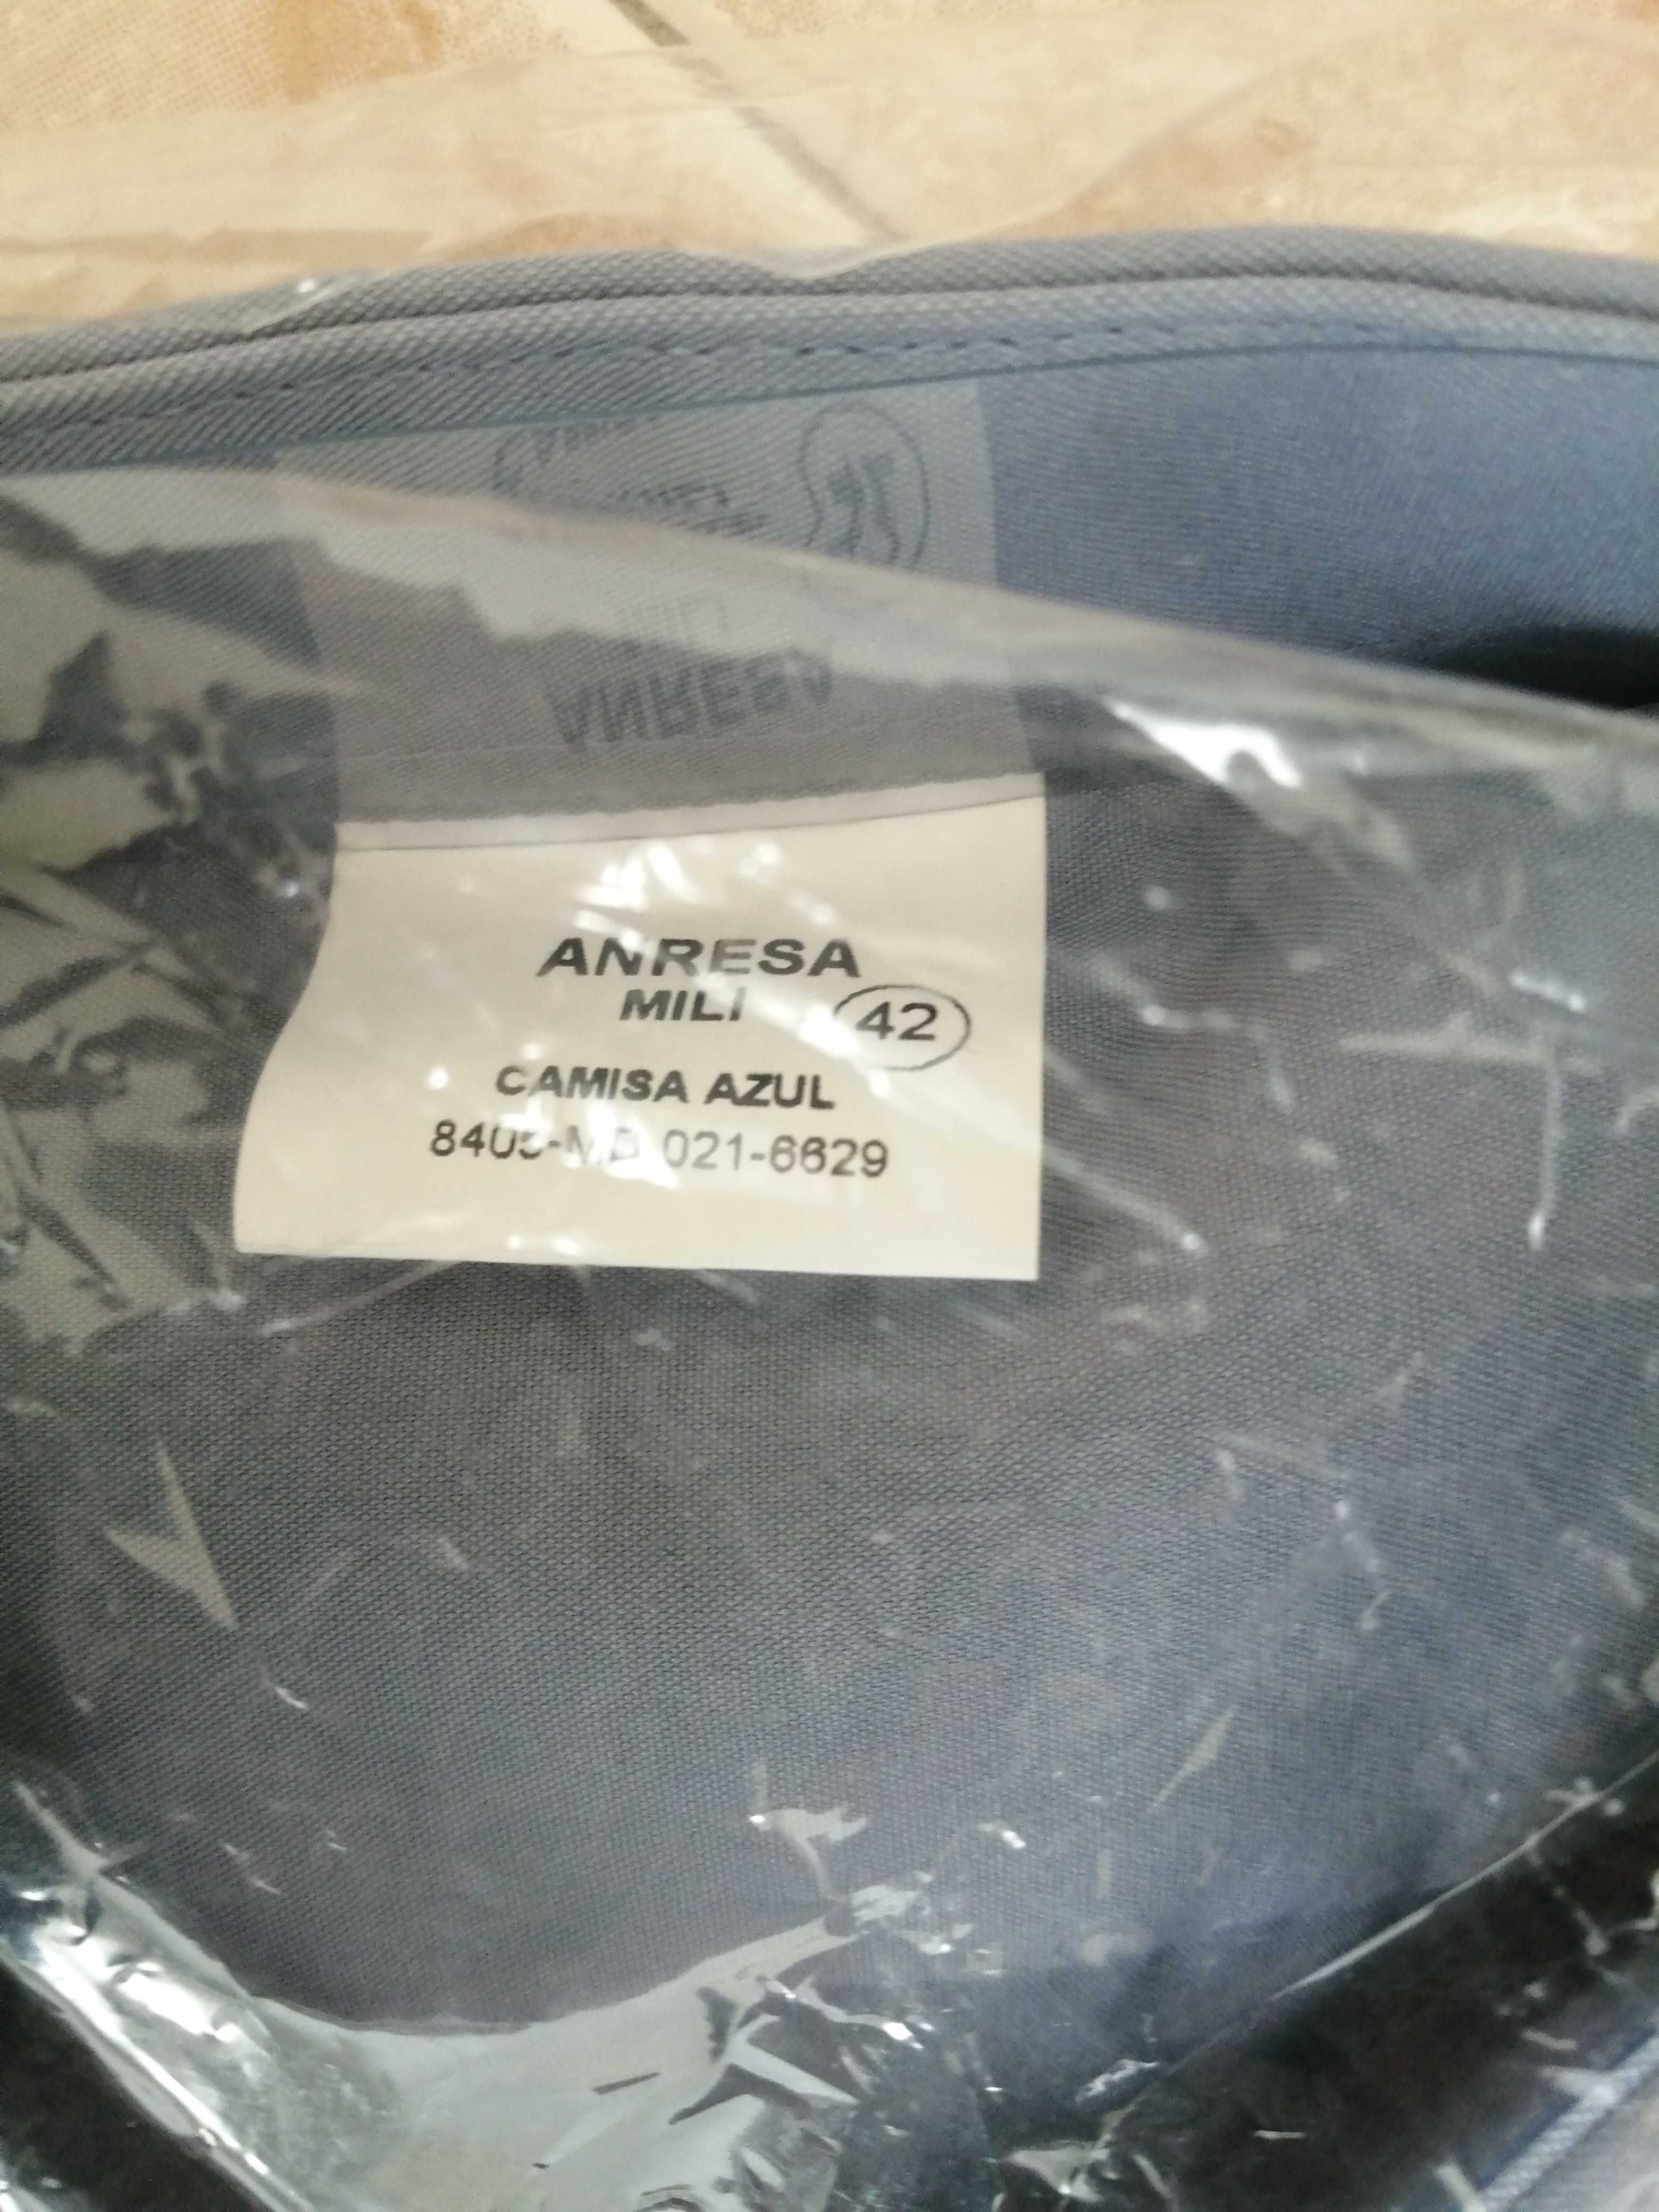 ANRESA
MILI
42
CAMISA AZUL
021-6629